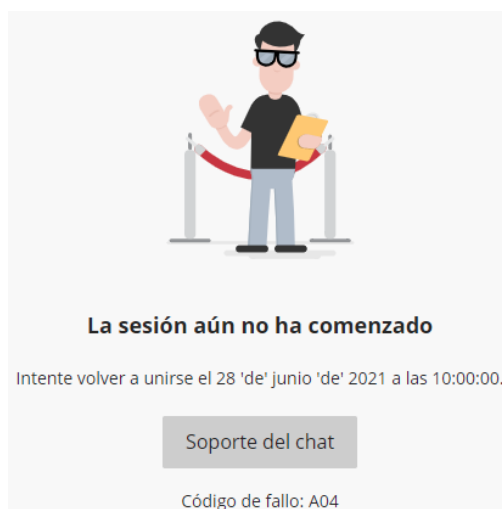 La sesión aún no ha comenzado
Intente volver a unirse el 28 'de' junio 'de' 2021 a las 10:00:00.
Soporte del chat
Código de fallo: A04